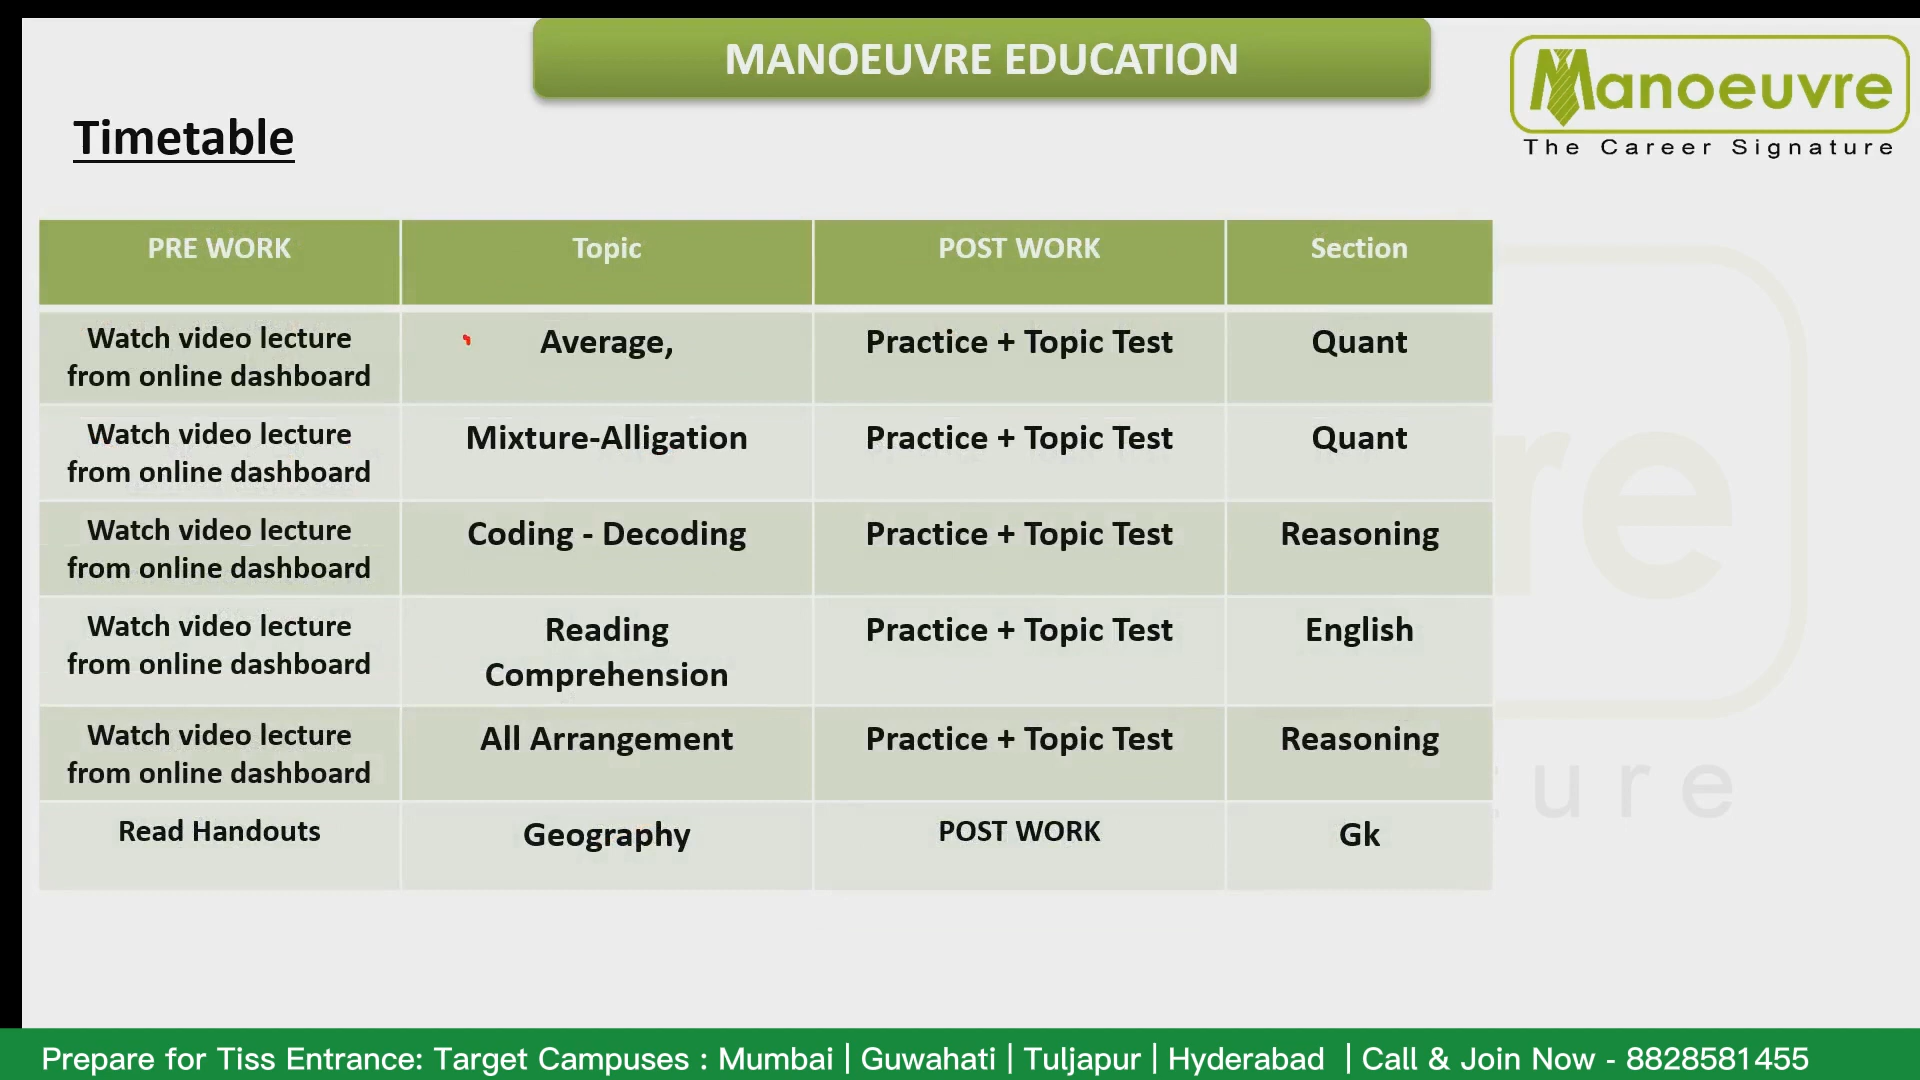 MANOEUVRE EDUCATION
Manoeuvre
The Career Signature
Timetable
PRE WORK Topic POST WORK Section
Watch video lecture from online dashboard Average, Practice + Topic Test Quant
Watch video lecture from online dashboard Mixture-Alligation Practice + Topic Test Quant
Watch video lecture from online dashboard Coding - Decoding Practice + Topic Test Reasoning
Watch video lecture from online dashboard Reading Comprehension Practice + Topic Test English
Watch video lecture from online dashboard All Arrangement Practice + Topic Test Reasoning
Read Handouts Geography POST WORK Gk
re
ture
Prepare for Tiss Entrance: Target Campuses : Mumbai | Guwahati | Tuljapur | Hyderabad | Call & Join Now - 8828581455